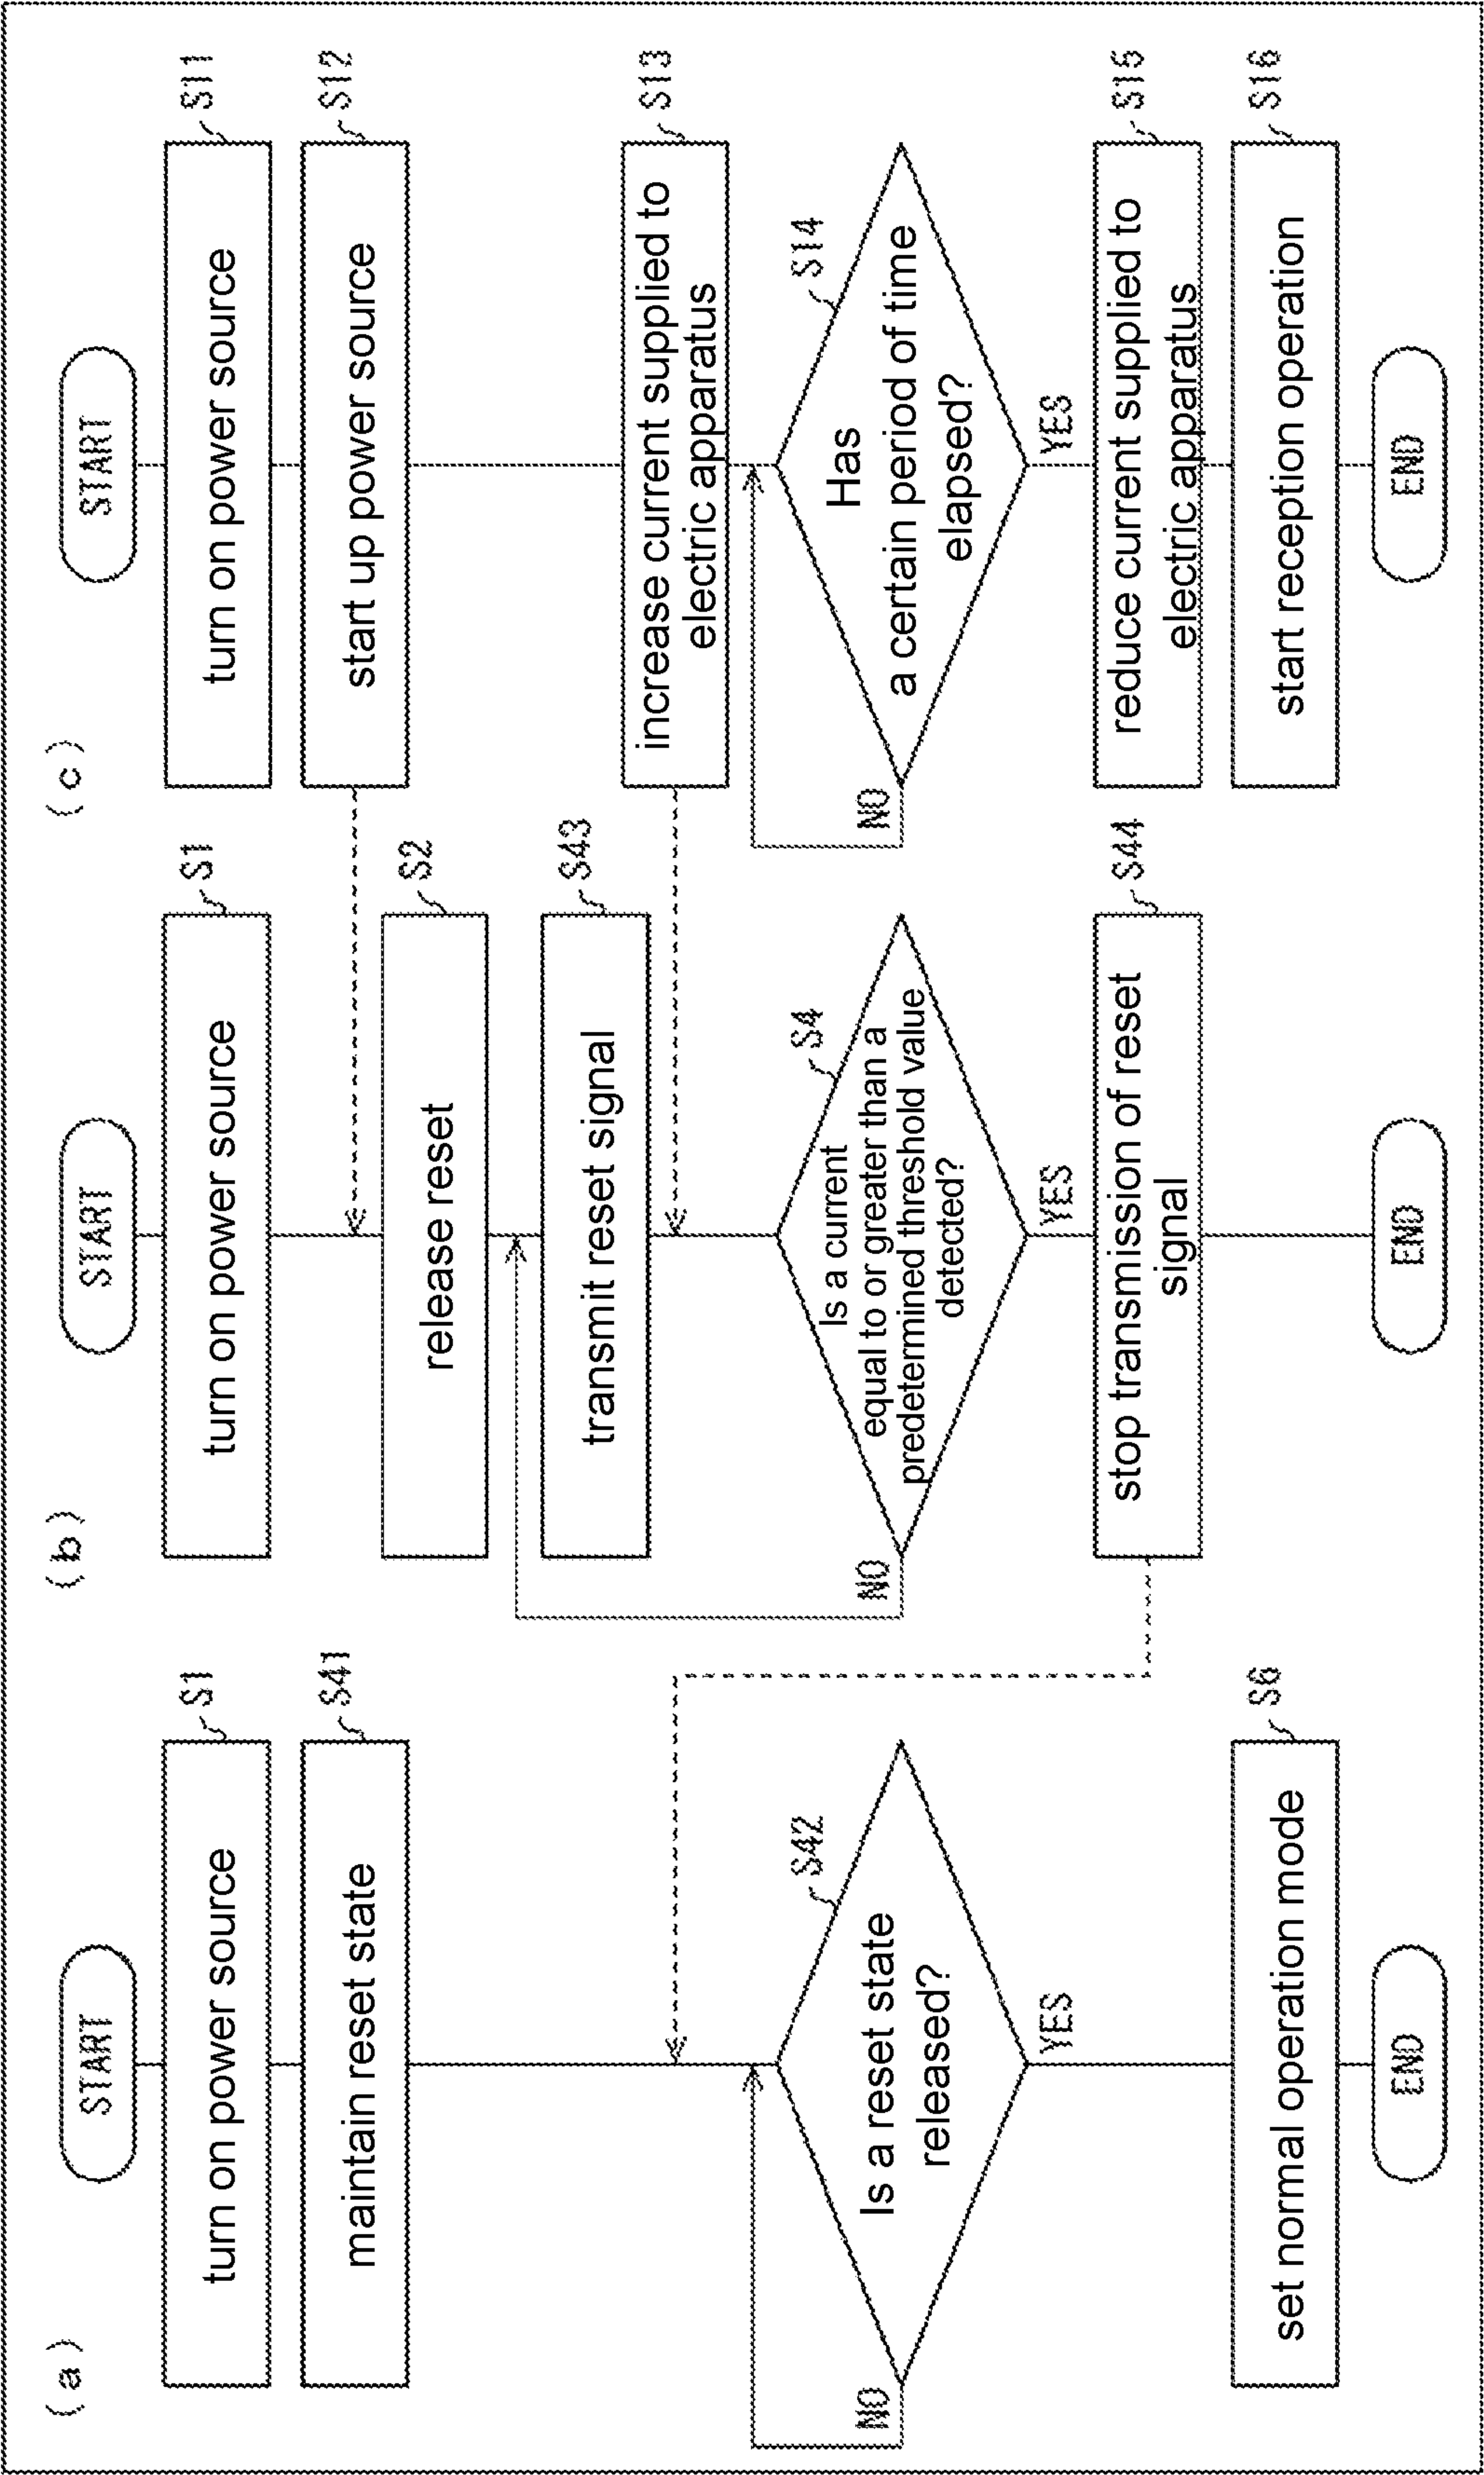 (a)
START
turn on power source
S1
maintain reset state
S41
Is a reset state
released?
S42
NO
YES
set normal operation mode
S6
END
(b)
START
turn on power source
S1
release reset
S2
transmit reset signal
S43
Is a current
equal to or greater than a
predetermined threshold value
detected?
S4
NO
YES
stop transmission of reset
signal
S44
END
(c)
START
turn on power source
S11
start up power source
S12
increase current supplied to
electric apparatus
S13
Has
a certain period of time
elapsed?
S14
NO
YES
reduce current supplied to
electric apparatus
S15
start reception operation
S16
END